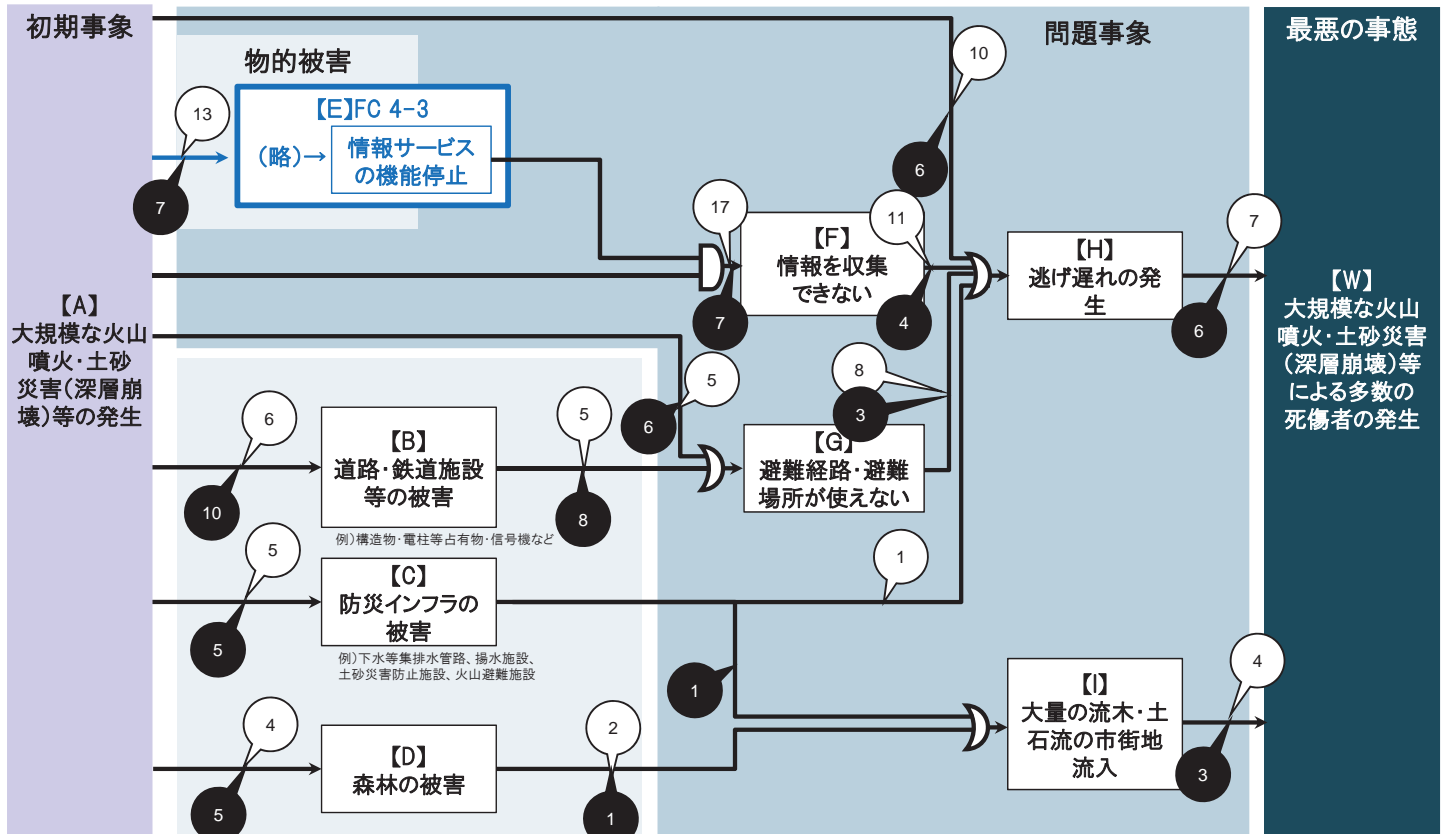 初期事象
【A】
大規模な火山
噴火・土砂
災害(深層崩
壊)等の発生
物的被害
13
7
【E】FC 4-3
(略)→
情報サービス
の機能停止
6
10
【B】
道路・鉄道施設
等の被害
例)構造物・電柱等占有物・信号機など
5
8
5
5
【C】
防災インフラの
被害
例)下水等集排水管路、揚水施設、
土砂災害防止施設、火山避難施設
4
5
【D】
森林の被害
2
1
問題事象
10
6
17
7
【F】
情報を収集
できない
11
4
5
6
8
3
【G】
避難経路・避難
場所が使えない
1
1
【H】
逃げ遅れの発
生
7
6
【I】
大量の流木・土
石流の市街地
流入
4
3
最悪の事態
【W】
大規模な火山
噴火・土砂災害
(深層崩壊)等
による多数の
死傷者の発生